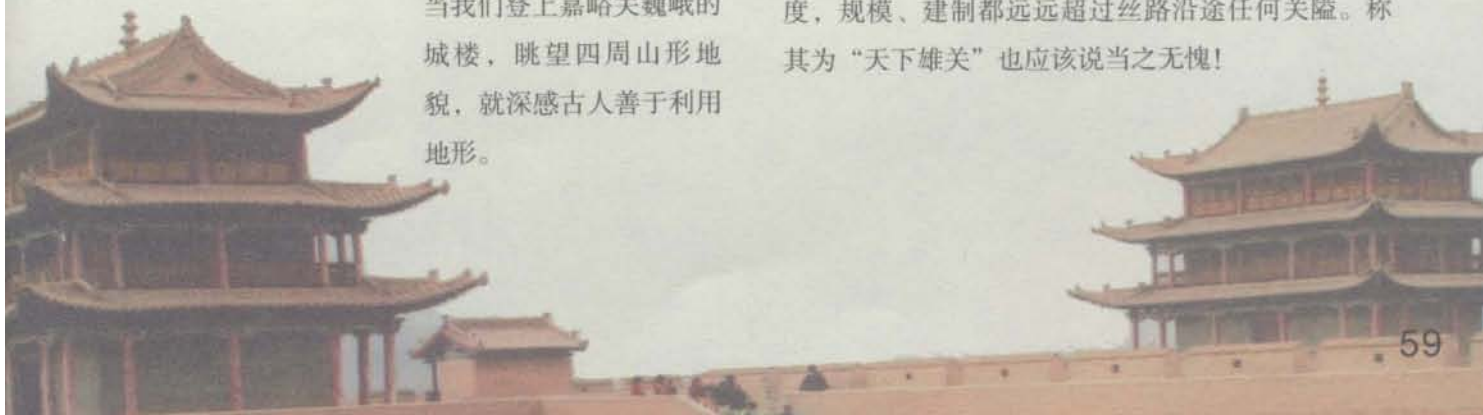 当我们登上嘉峪关巍峨的
城楼，眺望四周山形地
貌，就深感古人善于利用
地形。
度，规模、建制都远远超过丝路沿途任何关隘。称
其为“天下雄关”也应该说当之无愧！
59